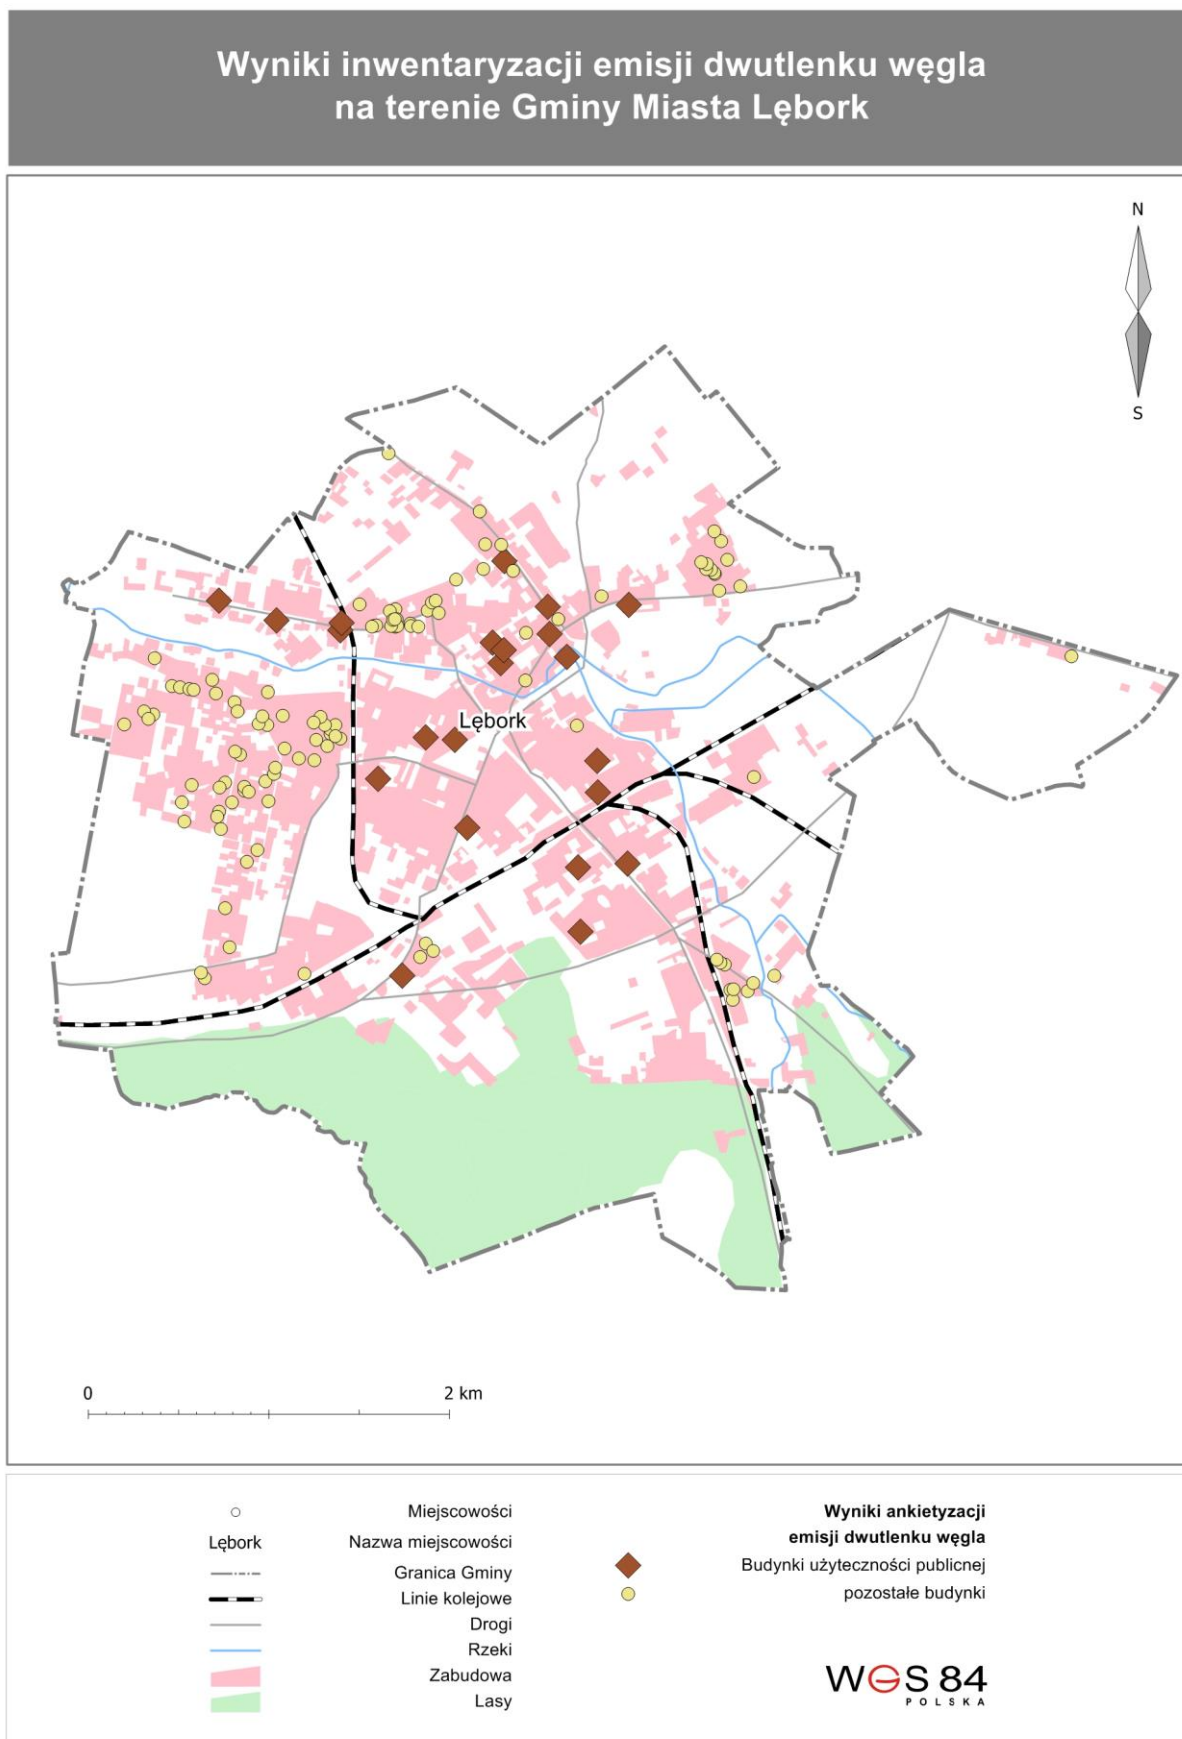 Wyniki inwentaryzacji emisji dwutlenku węgla
na terenie Gminy Miasta Lębork
N
S
Lębork
0 2 km
Miejscowości
Lębork Nazwa miejscowości
Granica Gminy
Linie kolejowe
Drogi
Rzeki
Zabudowa
Lasy
Wyniki ankietyzacji
emisji dwutlenku węgla
Budynki użyteczności publicnej
pozostałe budynki
WGS 84
POLSKA